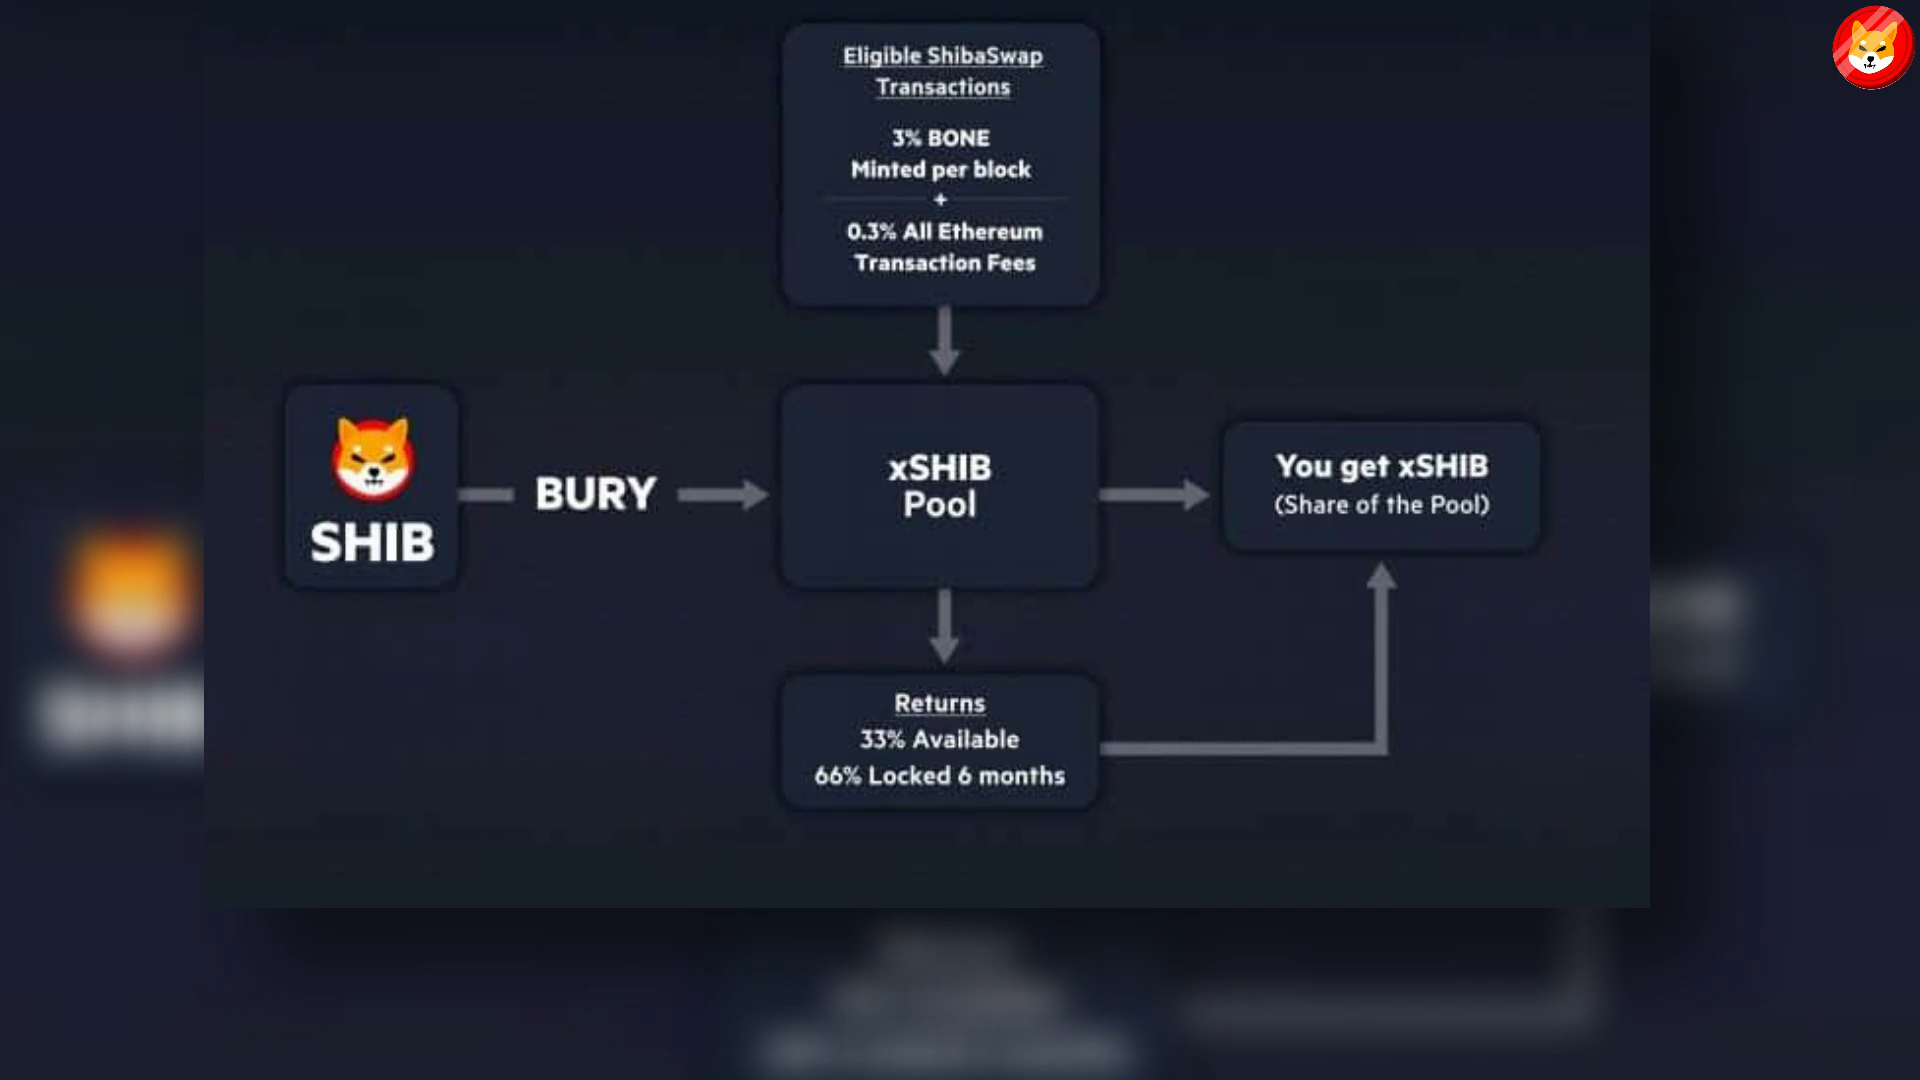 Eligible ShibaSwap
Transactions
3% BONE
Minted per block
+
0.3% All Ethereum
Transaction Fees
SHIB
BURY
xSHIB
Pool
You get xSHIB
(Share of the Pool)
Returns
33% Available
66% Locked 6 months